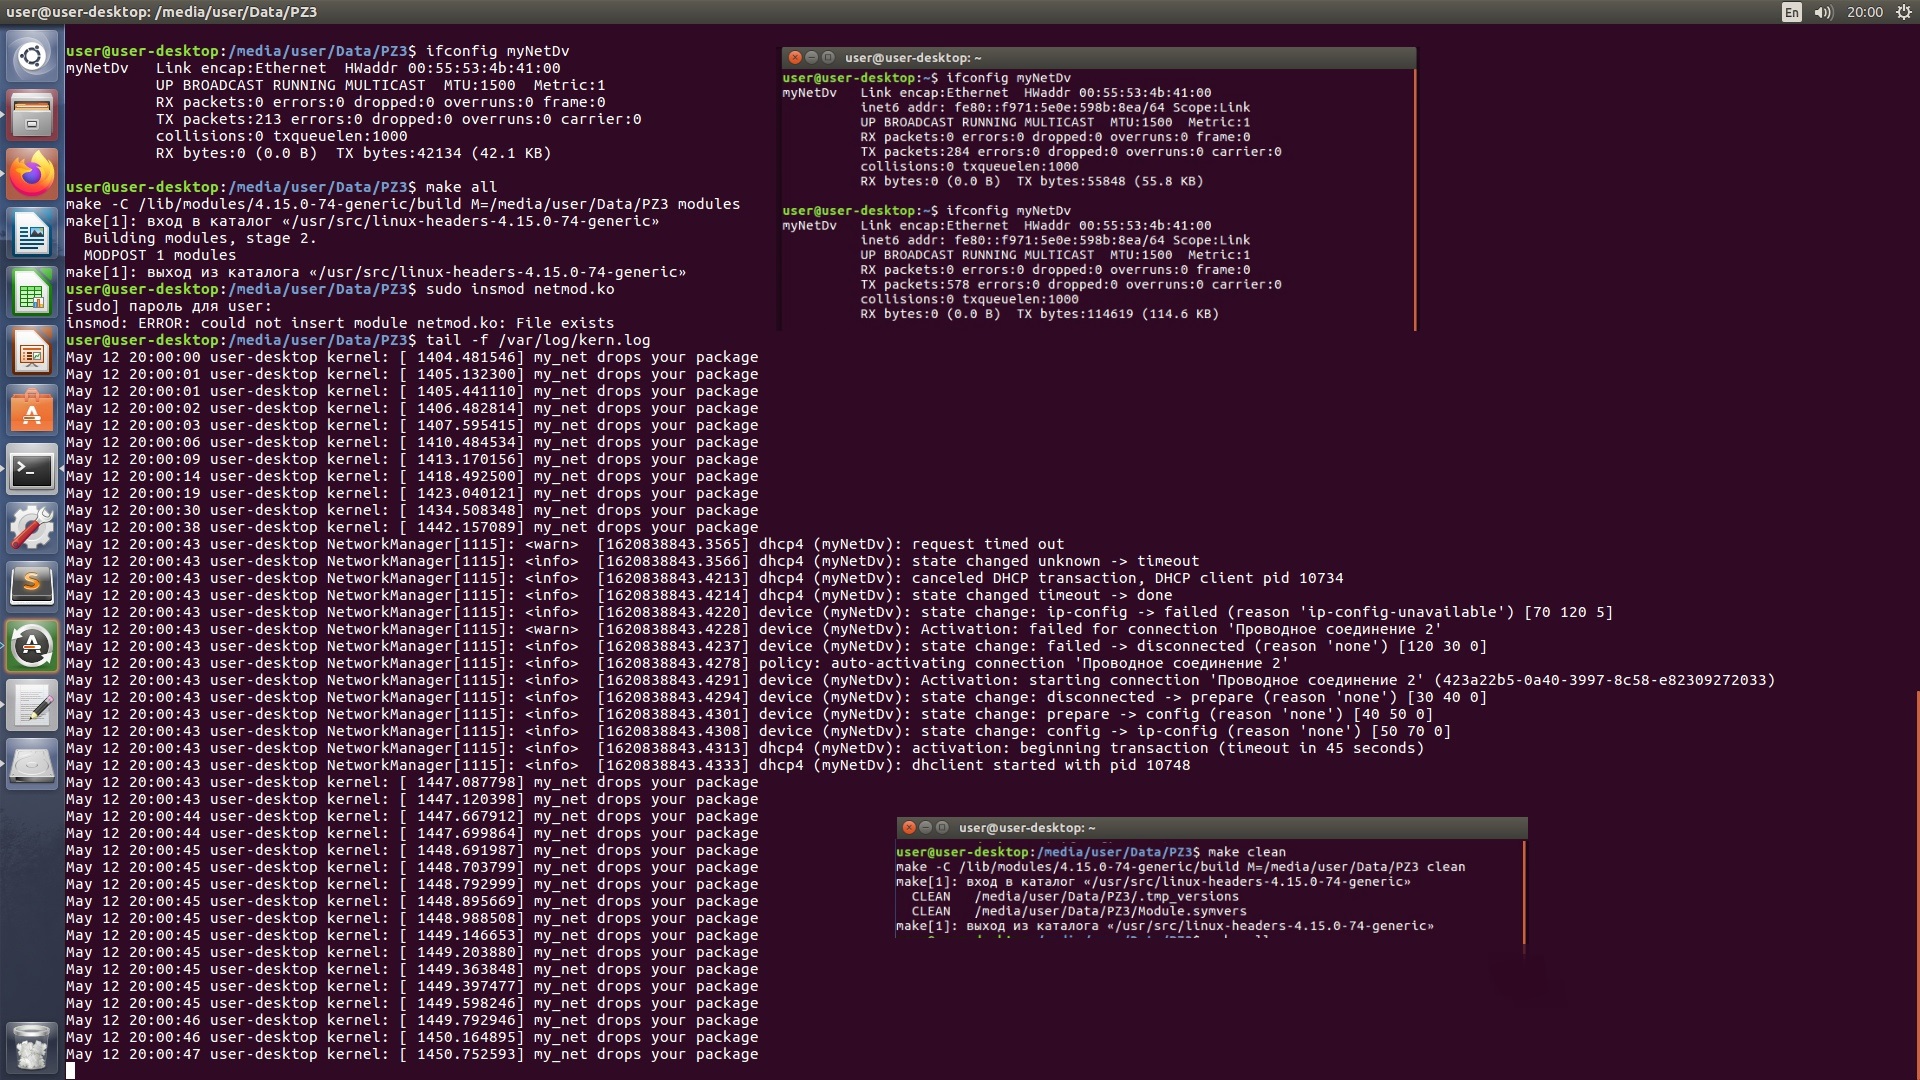 user@user-desktop: /media/user/Data/PZ3
En
20:00
user@user-desktop:/media/user/Data/PZ3$ ifconfig myNetDv
myNetDv   Link encap:Ethernet  HWaddr 00:55:53:4b:41:00
          UP BROADCAST RUNNING MULTICAST  MTU:1500  Metric:1
          RX packets:0 errors:0 dropped:0 overruns:0 frame:0
          TX packets:213 errors:0 dropped:0 overruns:0 carrier:0
          collisions:0 txqueuelen:1000
          RX bytes:0 (0.0 B)  TX bytes:42134 (42.1 KB)
user@user-desktop:/media/user/Data/PZ3$ make all
make -C /lib/modules/4.15.0-74-generic/build M=/media/user/Data/PZ3 modules
make[1]: вход в каталог «/usr/src/linux-headers-4.15.0-74-generic»
  Building modules, stage 2.
  MODPOST 1 modules
make[1]: выход из каталога «/usr/src/linux-headers-4.15.0-74-generic»
user@user-desktop:/media/user/Data/PZ3$ sudo insmod netmod.ko
[sudo] пароль для user:
insmod: ERROR: could not insert module netmod.ko: File exists
user@user-desktop:/media/user/Data/PZ3$ tail -f /var/log/kern.log
May 12 20:00:00 user-desktop kernel: [ 1404.481546] my_net drops your package
May 12 20:00:01 user-desktop kernel: [ 1405.132300] my_net drops your package
May 12 20:00:01 user-desktop kernel: [ 1405.441110] my_net drops your package
May 12 20:00:02 user-desktop kernel: [ 1406.482814] my_net drops your package
May 12 20:00:03 user-desktop kernel: [ 1407.595415] my_net drops your package
May 12 20:00:06 user-desktop kernel: [ 1410.484534] my_net drops your package
May 12 20:00:09 user-desktop kernel: [ 1413.170156] my_net drops your package
May 12 20:00:14 user-desktop kernel: [ 1418.492500] my_net drops your package
May 12 20:00:19 user-desktop kernel: [ 1423.040121] my_net drops your package
May 12 20:00:30 user-desktop kernel: [ 1434.508348] my_net drops your package
May 12 20:00:38 user-desktop kernel: [ 1442.157089] my_net drops your package
May 12 20:00:43 user-desktop NetworkManager[1115]: <warn>  [1620838843.3565] dhcp4 (myNetDv): request timed out
May 12 20:00:43 user-desktop NetworkManager[1115]: <info>  [1620838843.3566] dhcp4 (myNetDv): state changed unknown -> timeout
May 12 20:00:43 user-desktop NetworkManager[1115]: <info>  [1620838843.4213] dhcp4 (myNetDv): canceled DHCP transaction, DHCP client pid 10734
May 12 20:00:43 user-desktop NetworkManager[1115]: <info>  [1620838843.4214] dhcp4 (myNetDv): state changed timeout -> done
May 12 20:00:43 user-desktop NetworkManager[1115]: <info>  [1620838843.4220] device (myNetDv): state change: ip-config -> failed (reason 'ip-config-unavailable') [70 120 5]
May 12 20:00:43 user-desktop NetworkManager[1115]: <warn>  [1620838843.4228] device (myNetDv): Activation: failed for connection 'Проводное соединение 2'
May 12 20:00:43 user-desktop NetworkManager[1115]: <info>  [1620838843.4237] device (myNetDv): state change: failed -> disconnected (reason 'none') [120 30 0]
May 12 20:00:43 user-desktop NetworkManager[1115]: <info>  [1620838843.4278] policy: auto-activating connection 'Проводное соединение 2'
May 12 20:00:43 user-desktop NetworkManager[1115]: <info>  [1620838843.4291] device (myNetDv): Activation: starting connection 'Проводное соединение 2' (423a22b5-0a40-3997-8c58-e82309272033)
May 12 20:00:43 user-desktop NetworkManager[1115]: <info>  [1620838843.4294] device (myNetDv): state change: disconnected -> prepare (reason 'none') [30 40 0]
May 12 20:00:43 user-desktop NetworkManager[1115]: <info>  [1620838843.4301] device (myNetDv): state change: prepare -> config (reason 'none') [40 50 0]
May 12 20:00:43 user-desktop NetworkManager[1115]: <info>  [1620838843.4308] device (myNetDv): state change: config -> ip-config (reason 'none') [50 70 0]
May 12 20:00:43 user-desktop NetworkManager[1115]: <info>  [1620838843.4313] dhcp4 (myNetDv): activation: beginning transaction (timeout in 45 seconds)
May 12 20:00:43 user-desktop NetworkManager[1115]: <info>  [1620838843.4333] dhcp4 (myNetDv): dhclient started with pid 10748
May 12 20:00:43 user-desktop kernel: [ 1447.087798] my_net drops your package
May 12 20:00:43 user-desktop kernel: [ 1447.120398] my_net drops your package
May 12 20:00:44 user-desktop kernel: [ 1447.667912] my_net drops your package
May 12 20:00:44 user-desktop kernel: [ 1447.699864] my_net drops your package
May 12 20:00:45 user-desktop kernel: [ 1448.691987] my_net drops your package
May 12 20:00:45 user-desktop kernel: [ 1448.703799] my_net drops your package
May 12 20:00:45 user-desktop kernel: [ 1448.792999] my_net drops your package
May 12 20:00:45 user-desktop kernel: [ 1448.895669] my_net drops your package
May 12 20:00:45 user-desktop kernel: [ 1448.988508] my_net drops your package
May 12 20:00:45 user-desktop kernel: [ 1449.146653] my_net drops your package
May 12 20:00:45 user-desktop kernel: [ 1449.203880] my_net drops your package
May 12 20:00:45 user-desktop kernel: [ 1449.363848] my_net drops your package
May 12 20:00:45 user-desktop kernel: [ 1449.397477] my_net drops your package
May 12 20:00:45 user-desktop kernel: [ 1449.598246] my_net drops your package
May 12 20:00:46 user-desktop kernel: [ 1449.792946] my_net drops your package
May 12 20:00:46 user-desktop kernel: [ 1450.164895] my_net drops your package
May 12 20:00:47 user-desktop kernel: [ 1450.752593] my_net drops your package
user@user-desktop: ~
user@user-desktop:~$ ifconfig myNetDv
myNetDv   Link encap:Ethernet  HWaddr 00:55:53:4b:41:00
          inet6 addr: fe80::f971:5e0e:598b:8ea/64 Scope:Link
          UP BROADCAST RUNNING MULTICAST  MTU:1500  Metric:1
          RX packets:0 errors:0 dropped:0 overruns:0 frame:0
          TX packets:284 errors:0 dropped:0 overruns:0 carrier:0
          collisions:0 txqueuelen:1000
          RX bytes:0 (0.0 B)  TX bytes:55848 (55.8 KB)
user@user-desktop:~$ ifconfig myNetDv
myNetDv   Link encap:Ethernet  HWaddr 00:55:53:4b:41:00
          inet6 addr: fe80::f971:5e0e:598b:8ea/64 Scope:Link
          UP BROADCAST RUNNING MULTICAST  MTU:1500  Metric:1
          RX packets:0 errors:0 dropped:0 overruns:0 frame:0
          TX packets:578 errors:0 dropped:0 overruns:0 carrier:0
          collisions:0 txqueuelen:1000
          RX bytes:0 (0.0 B)  TX bytes:114619 (114.6 KB)
user@user-desktop: ~
user@user-desktop:/media/user/Data/PZ3$ make clean
make -C /lib/modules/4.15.0-74-generic/build M=/media/user/Data/PZ3 clean
make[1]: вход в каталог «/usr/src/linux-headers-4.15.0-74-generic»
  CLEAN   /media/user/Data/PZ3/.tmp_versions
  CLEAN   /media/user/Data/PZ3/Module.symvers
make[1]: выход из каталога «/usr/src/linux-headers-4.15.0-74-generic»